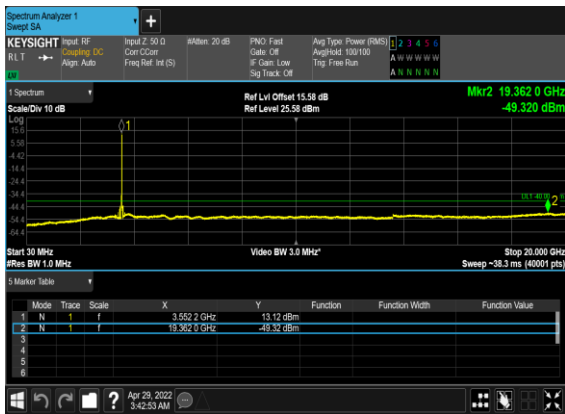 Spectrum Analyzer 1
Swept SA
KEYSIGHT Input: RF Input Z: 50 Ω #Atten: 20 dB PNO: Fast Avg Type: Power (RMS) 1 2 3 4 5 6
RLT Coupling: DC Corr CCorr Gate: Off Avg|Hold: 100/100 A W W W W W
Align: Auto Freq Ref: Int (S) IF Gain: Low Trig: Free Run
Sig Track: Off A N N N N N
1 Spectrum Ref Lvl Offset 15.58 dB Mkr2 19.362 0 GHz
Scale/Div 10 dB Ref Level 25.58 dBm -49.320 dBm
Log
15.6 1
5.58
-4.42
-14.4
-24.4
-34.4
-44.4 2
-54.4
-64.4
Start 30 MHz Video BW 3.0 MHz* Stop 20.000 GHz
#Res BW 1.0 MHz Sweep ~38.3 ms (40001 pts)
5 Marker Table
Mode Trace Scale X Y Function Function Width Function Value
1 N 1 f 3.552 2 GHz 13.12 dBm
2 N 1 f 19.362 0 GHz -49.32 dBm
3
4
5
6
? Apr 29, 2022
3:42:53 AM